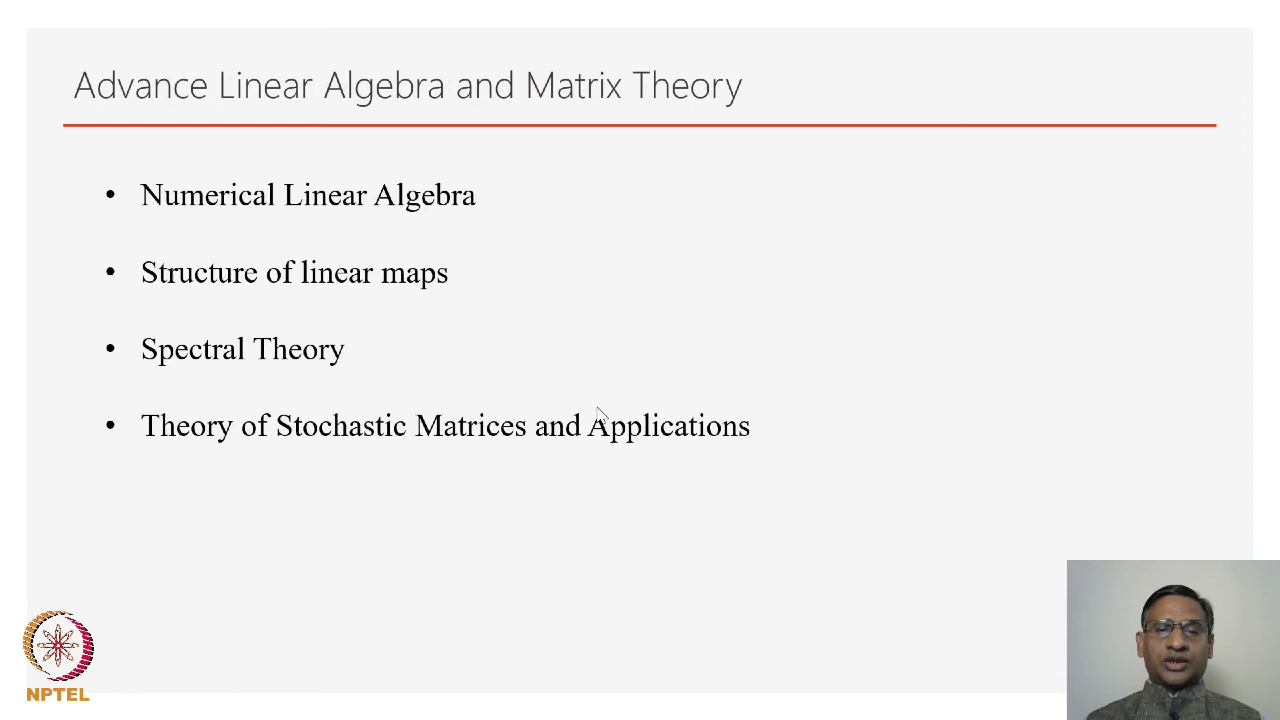 Advance Linear Algebra and Matrix Theory
• Numerical Linear Algebra
• Structure of linear maps
• Spectral Theory
• Theory of Stochastic Matrices and Applications
NPTEL